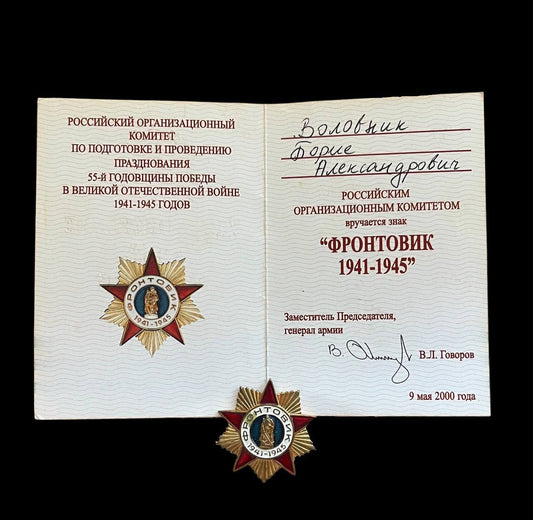 РОССИЙСКИЙ ОРГАНИЗАЦИОННЫЙ
КОМИТЕТ
ПО ПОДГОТОВКЕ И ПРОВЕДЕНИЮ
ПРАЗДНОВАНИЯ
55-й ГОДОВЩИНЫ ПОБЕДЫ
В ВЕЛИКОЙ ОТЕЧЕСТВЕННОЙ ВОЙНЕ
1941-1945 ГОДОВ
ФРОНТОВИК
1941-1945
Воловник
Борис
Александрович
РОССИЙСКИМ
ОРГАНИЗАЦИОННЫМ КОМИТЕТОМ
вручается знак
“ФРОНТОВИК
1941-1945”
Заместитель Председателя,
генерал армии
В.Л. Говоров
9 мая 2000 года
ФРОНТОВИК
1941-1945